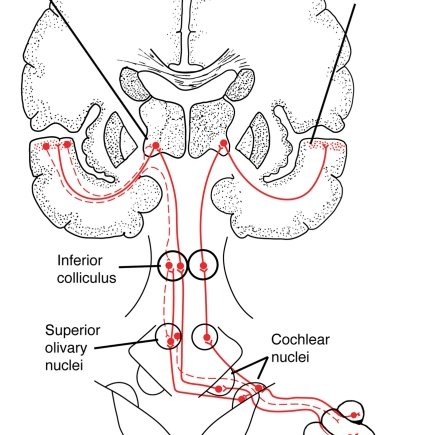 Inferior
colliculus
Superior
olivary
nuclei
Cochlear
nuclei